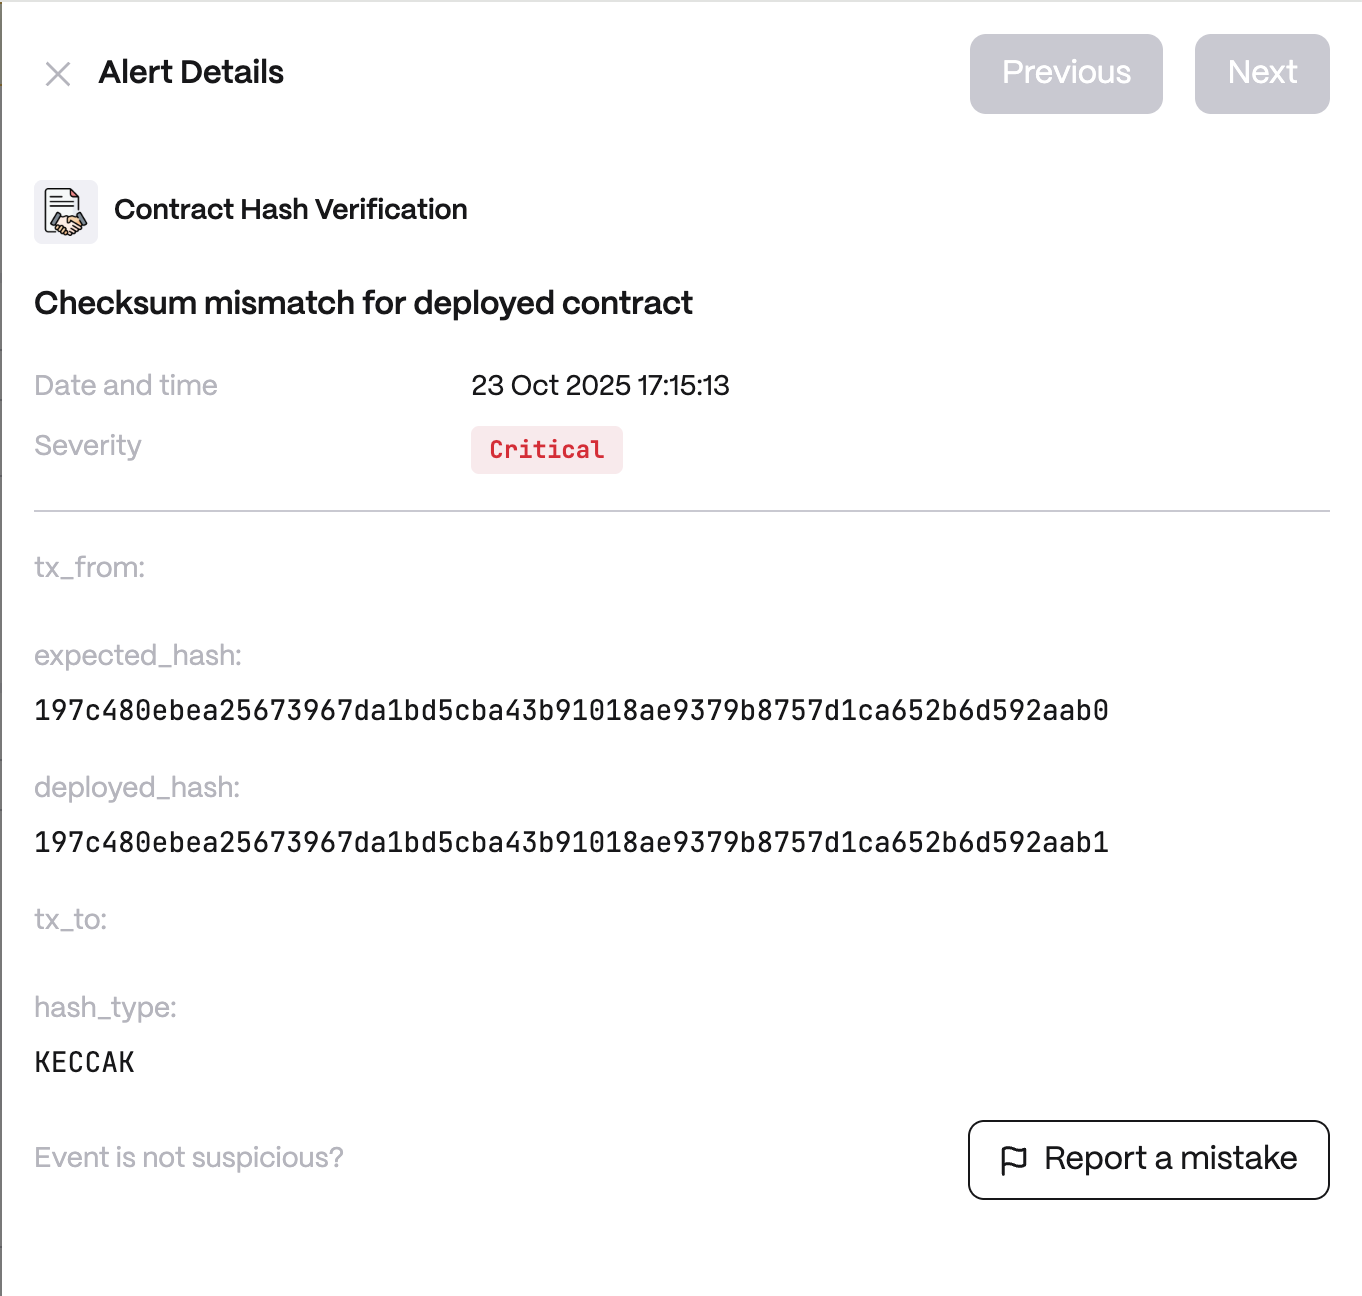 Alert Details
Previous
Next
Contract Hash Verification
Checksum mismatch for deployed contract
Date and time
23 Oct 2025 17:15:13
Severity
Critical
tx_from:
expected_hash:
197c480ebea25673967da1bd5cba43b91018ae9379b8757d1ca652b6d592aab0
deployed_hash:
197c480ebea25673967da1bd5cba43b91018ae9379b8757d1ca652b6d592aab1
tx_to:
hash_type:
KECCAK
Event is not suspicious?
Report a mistake